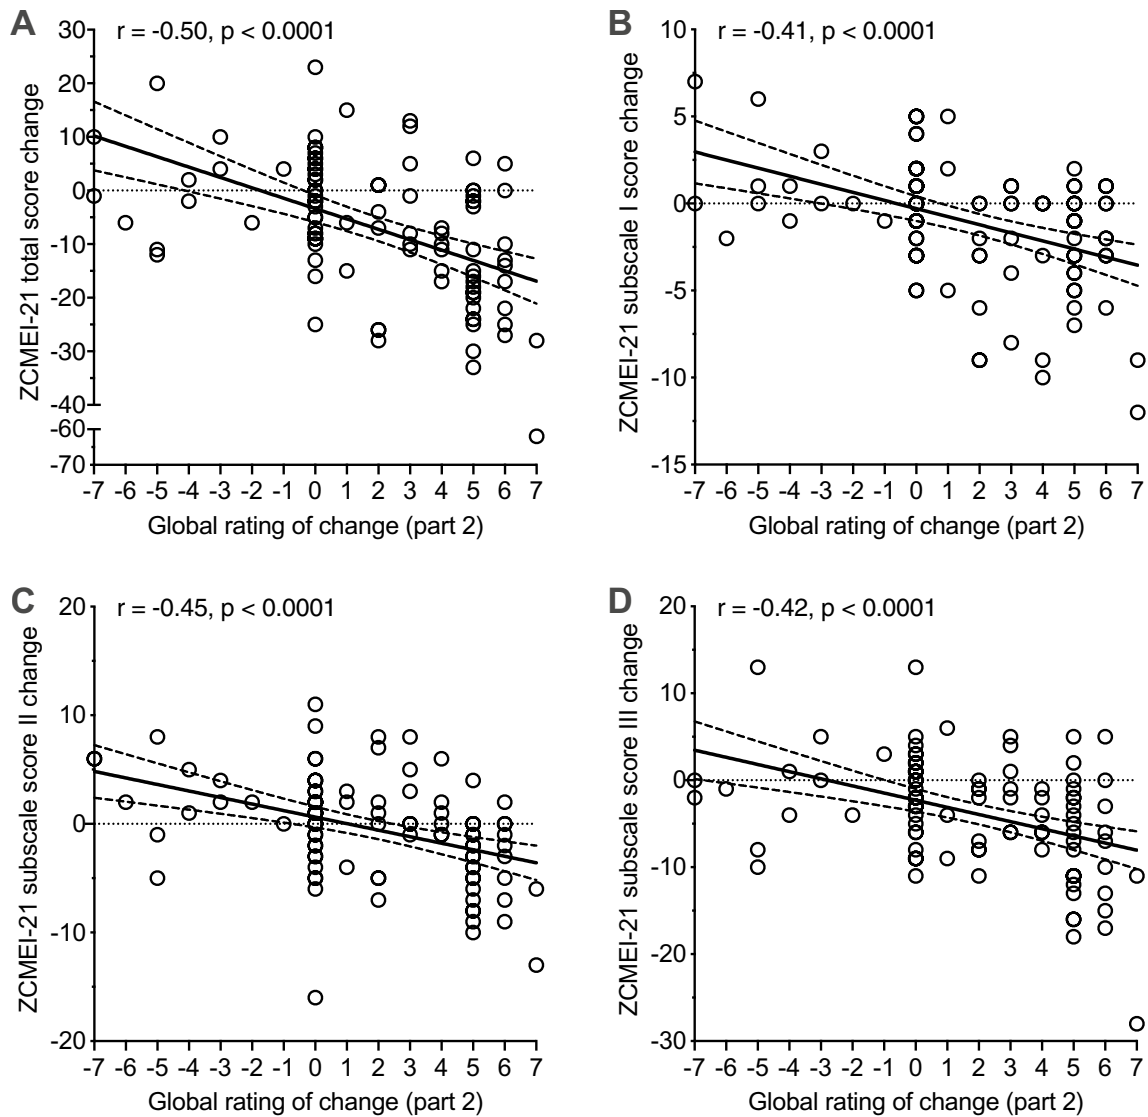 A
r = -0.50, p < 0.0001
ZCMEI-21 total score change
30
20
10
0
-10
-20
-30
-40
-60
-70
-7 -6 -5 -4 -3 -2 -1 0 1 2 3 4 5 6 7
Global rating of change (part 2)
B
r = -0.41, p < 0.0001
ZCMEI-21 subscale I score change
10
5
0
-5
-10
-15
-7 -6 -5 -4 -3 -2 -1 0 1 2 3 4 5 6 7
Global rating of change (part 2)
C
r = -0.45, p < 0.0001
ZCMEI-21 subscale score II change
20
10
0
-10
-20
-7 -6 -5 -4 -3 -2 -1 0 1 2 3 4 5 6 7
Global rating of change (part 2)
D
r = -0.42, p < 0.0001
ZCMEI-21 subscale score III change
20
10
0
-10
-20
-30
-7 -6 -5 -4 -3 -2 -1 0 1 2 3 4 5 6 7
Global rating of change (part 2)